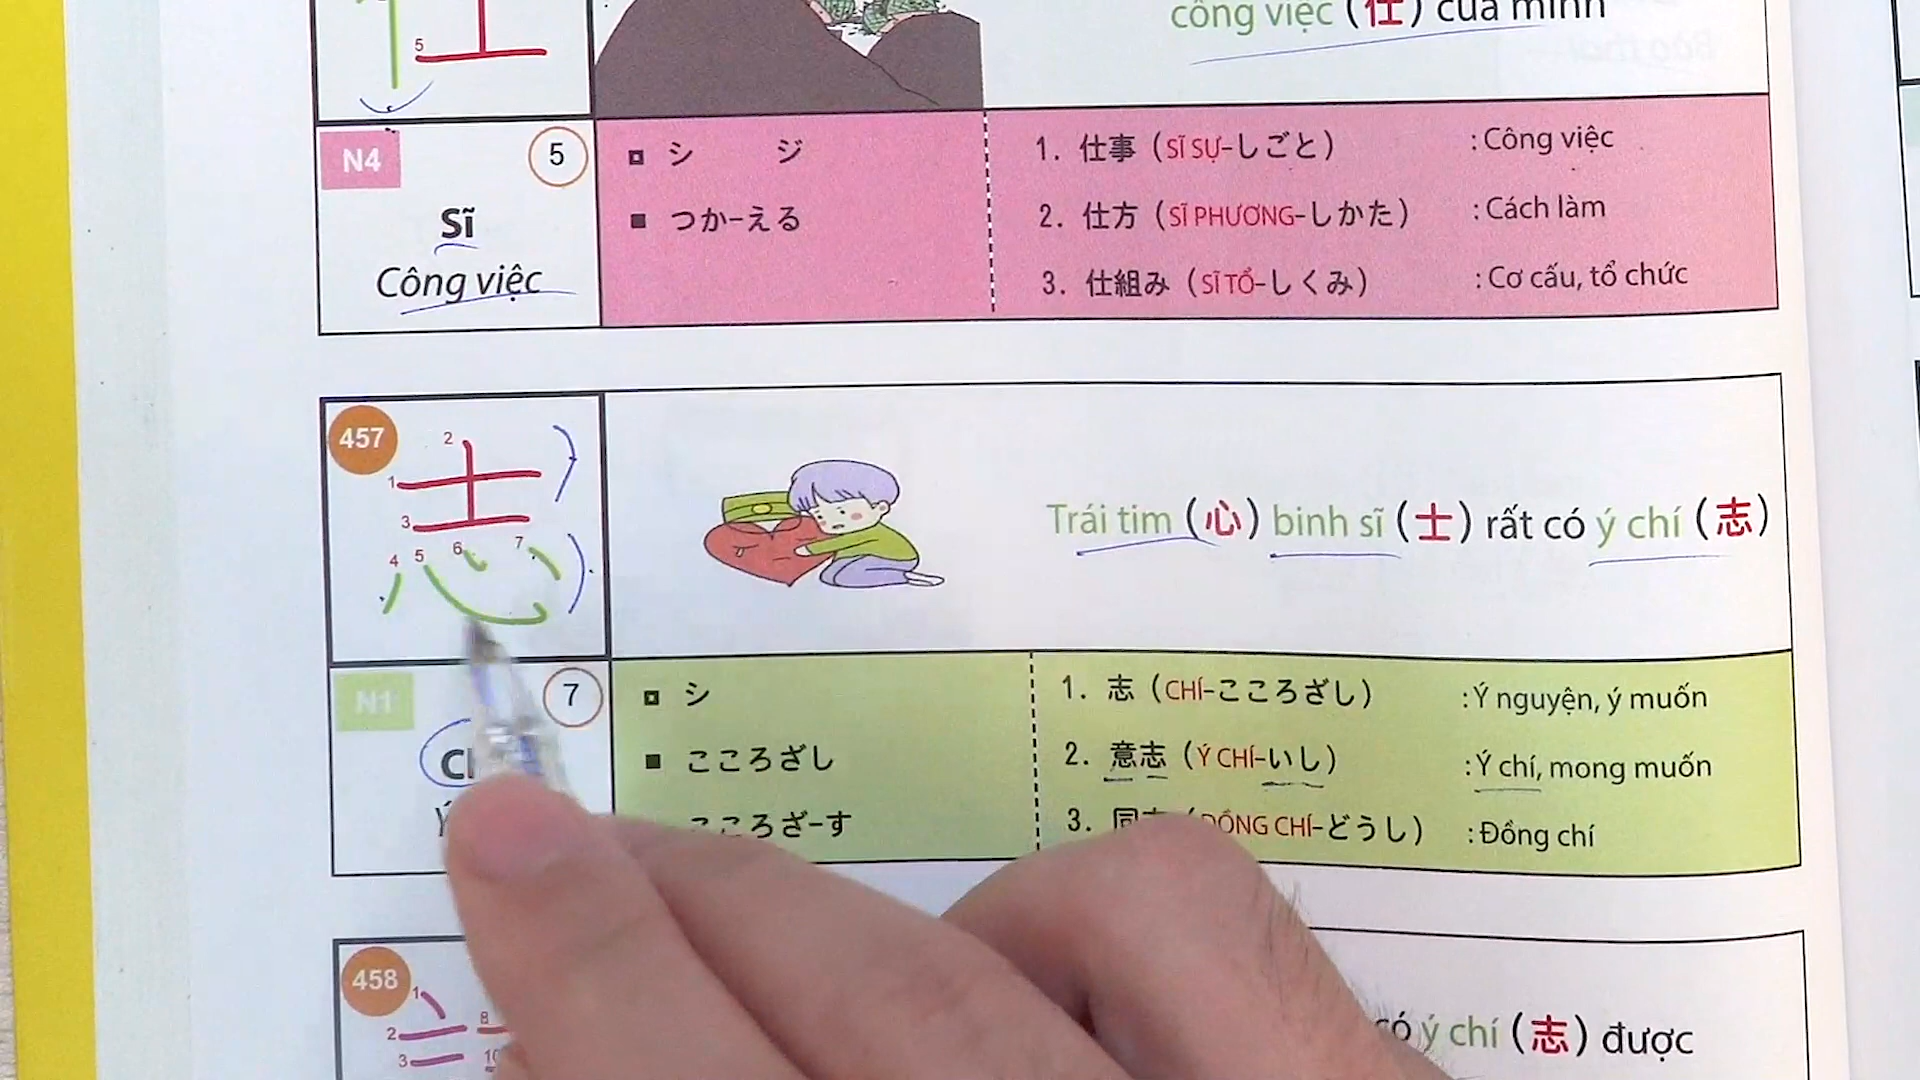 công việc (仕) của mình
5
N4
5
Sĩ
Công việc
シ ジ
つか-える
1. 仕事 (SĨ SỰ-しごと) : Công việc
2. 仕方 (SĨ PHƯƠNG-しかた) : Cách làm
3. 仕組み (SĨ TỔ-しくみ) : Cơ cấu, tổ chức
457
1 2 3 4 5 6 7
Trái tim (心) binh sĩ (士) rất có ý chí (志)
N1
7
シ
こころざし
こころざ-す
1. 志 (CHÍ-こころざし) : Ý nguyện, ý muốn
2. 意志 (Ý CHÍ-いし) : Ý chí, mong muốn
3. 同志 (ĐỒNG CHÍ-どうし) : Đồng chí
458
1
2 8
3 10
có ý chí (志) được